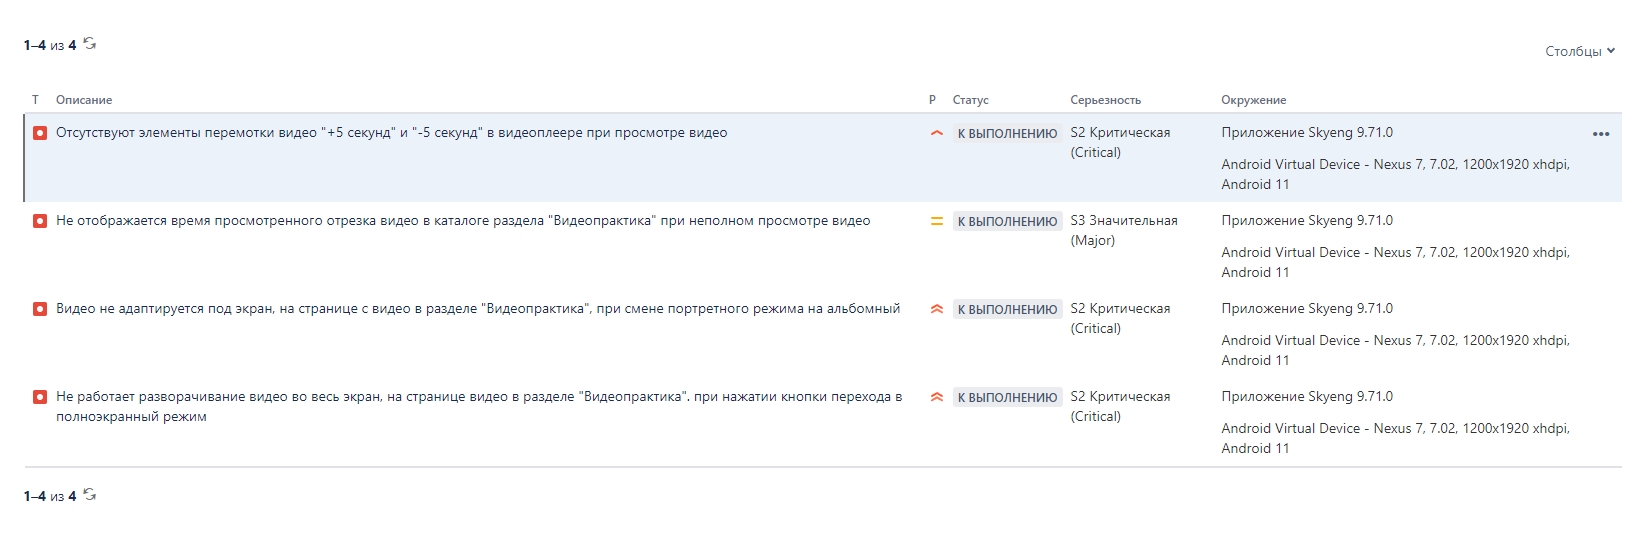 1–4 из 4
Столбцы
Т Описание Р Статус Серьезность Окружение
Отсутствуют элементы перемотки видео "+5 секунд" и "-5 секунд" в видеоплеере при просмотре видео К ВЫПОЛНЕНИЮ S2 Критическая Приложение Skyeng 9.71.0
(Critical)
Android Virtual Device - Nexus 7, 7.02, 1200x1920 xhdpi,
Android 11
Не отображается время просмотренного отрезка видео в каталоге раздела "Видеопрактика" при неполном просмотре видео К ВЫПОЛНЕНИЮ S3 Значительная Приложение Skyeng 9.71.0
(Major)
Android Virtual Device - Nexus 7, 7.02, 1200x1920 xhdpi,
Android 11
Видео не адаптируется под экран, на странице с видео в разделе "Видеопрактика", при смене портретного режима на альбомный К ВЫПОЛНЕНИЮ S2 Критическая Приложение Skyeng 9.71.0
(Critical)
Android Virtual Device - Nexus 7, 7.02, 1200x1920 xhdpi,
Android 11
Не работает разворачивание видео во весь экран, на странице видео в разделе "Видеопрактика". при нажатии кнопки перехода в К ВЫПОЛНЕНИЮ S2 Критическая Приложение Skyeng 9.71.0
полноэкранный режим (Critical)
Android Virtual Device - Nexus 7, 7.02, 1200x1920 xhdpi,
Android 11
1–4 из 4